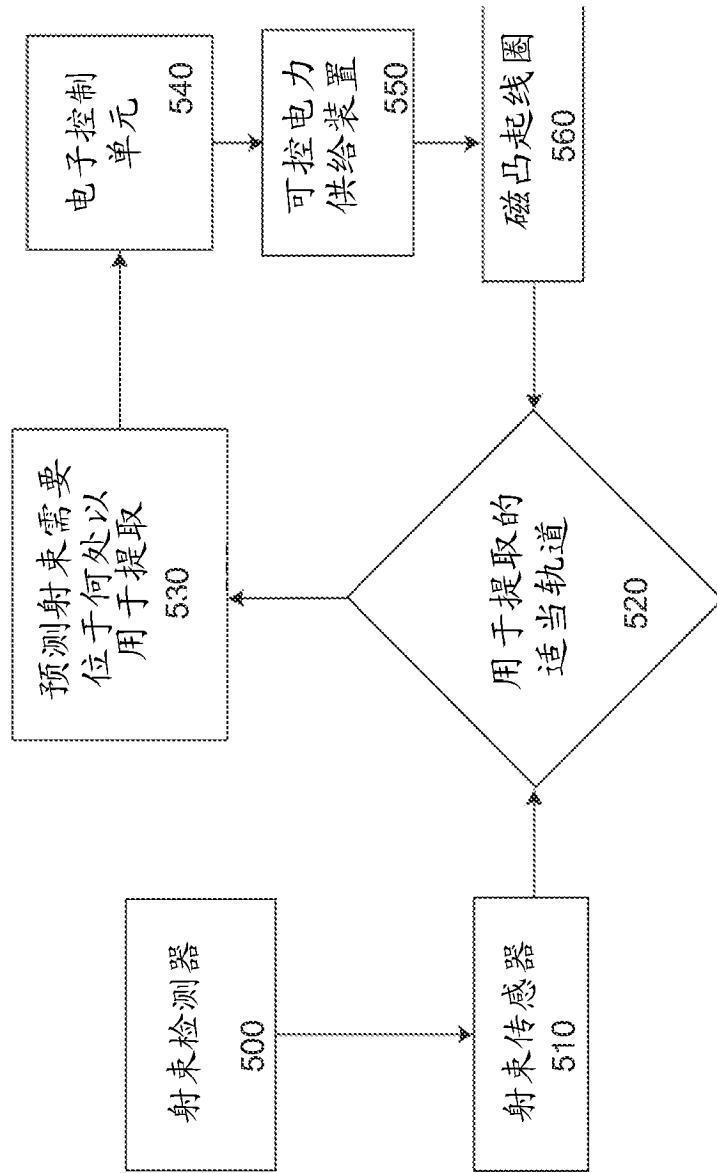 射束检测器
500
射束传感器
510
用于提取的
适当轨道
520
预测射束需要
位于何处以
用于提取
530
电子控制
单元
540
可控电力
供给装置
550
磁凸起线圈
560